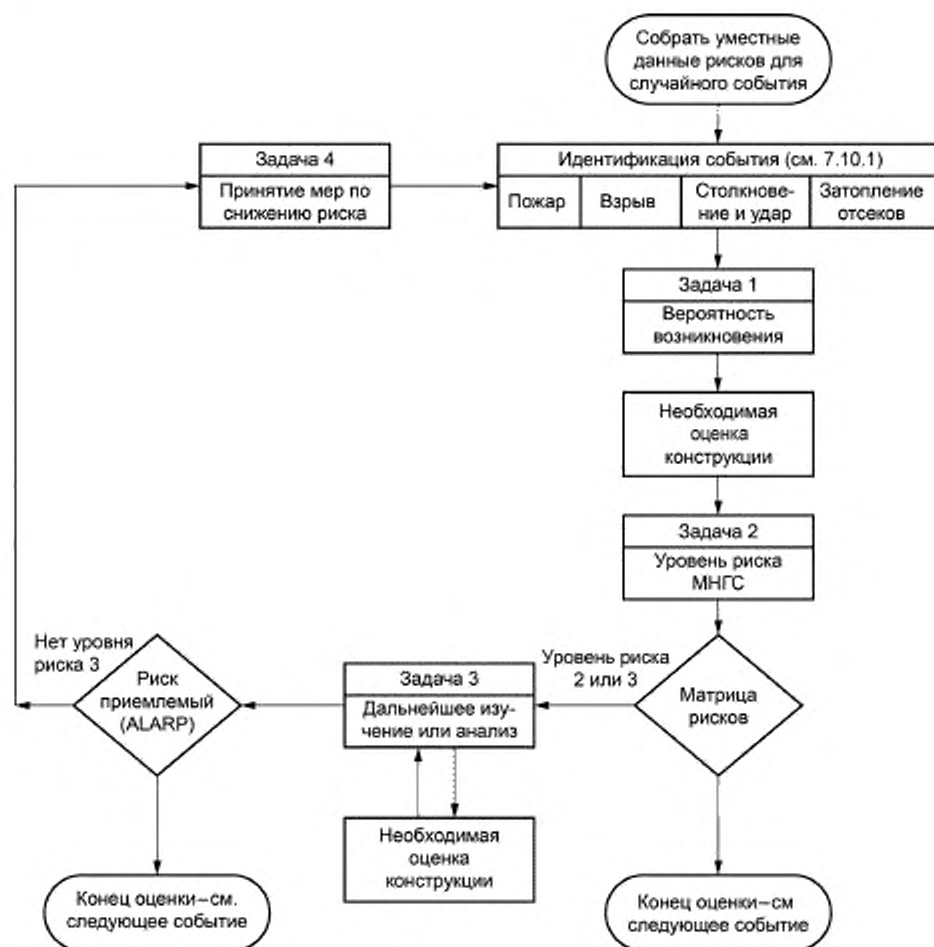 Собрать уместные
данные рисков для
случайного события
Задача 4
Принятие мер по
снижению риска
Идентификация события (см. 7.10.1)
Пожар
Взрыв
Столкнове-
ние и удар
Затопление
отсеков
Задача 1
Вероятность
возникновения
Необходимая
оценка
конструкции
Задача 2
Уровень риска
МНГС
Нет уровня
риска 3
Риск
приемлемый
(ALARP)
Задача 3
Дальнейшее изу-
чение или анализ
Уровень риска
2 или 3
Матрица
рисков
Необходимая
оценка
конструкции
Конец оценки–см.
следующее событие
Конец оценки–см
следующее событие